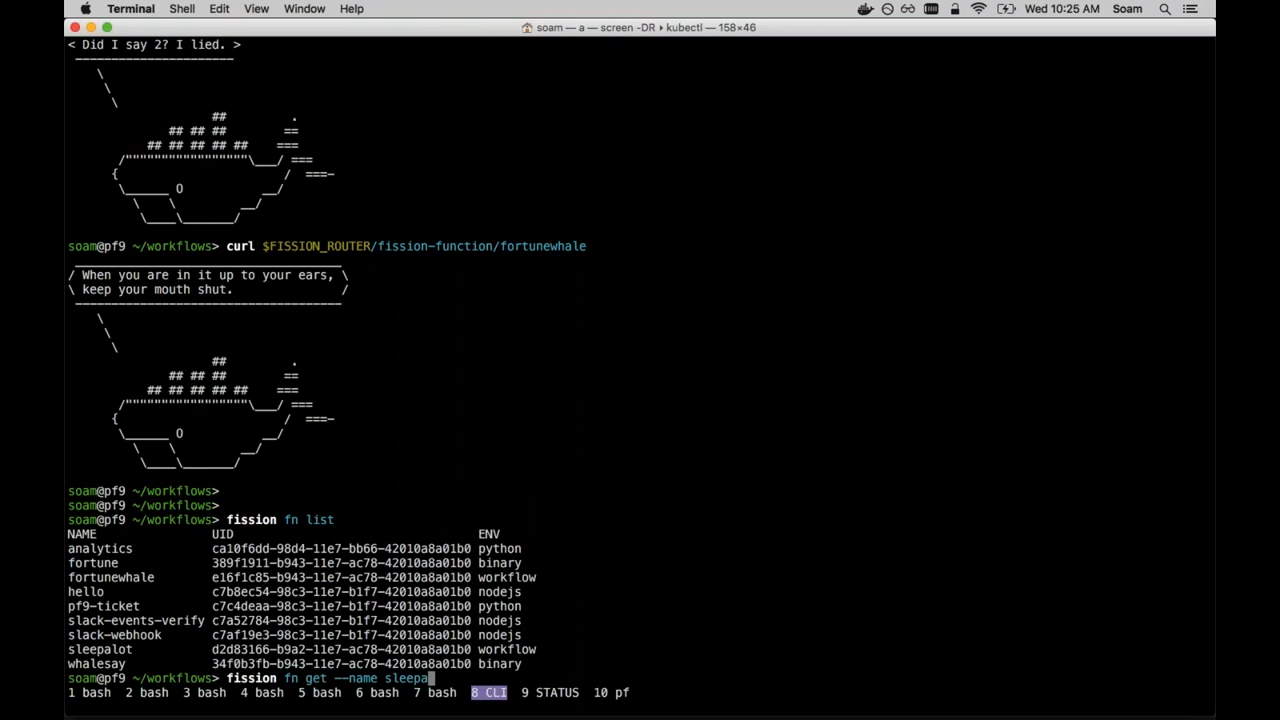 Terminal Shell Edit View Window Help Wed 10:25 AM Soam
soam — a — screen -DR ▸ kubectl — 158×46
< Did I say 2? I lied. >
 ----------------------
    \
     \
      \
                    ##         .
              ## ## ##        ==
           ## ## ## ## ##    ===
       /"""""""""""""""""\___/ ===
      {                       /  ===-
       \______ O           __/
         \    \         __/
          \____\_______/
soam@pf9 ~/workflows> curl $FISSION_ROUTER/fission-function/fortunewhale
 _____________________________________
/ When you are in it up to your ears, \
\ keep your mouth shut.               /
 -------------------------------------
    \
     \
      \
                    ##         .
              ## ## ##        ==
           ## ## ## ## ##    ===
       /"""""""""""""""""\___/ ===
      {                       /  ===-
       \______ O           __/
         \    \         __/
          \____\_______/
soam@pf9 ~/workflows>
soam@pf9 ~/workflows>
soam@pf9 ~/workflows> fission fn list
NAME                UID                                  ENV
analytics           ca10f6dd-98d4-11e7-bb66-42010a8a01b0 python
fortune             389f1911-b943-11e7-ac78-42010a8a01b0 binary
fortunewhale        e16f1c85-b943-11e7-ac78-42010a8a01b0 workflow
hello               c7b8ec54-98c3-11e7-b1f7-42010a8a01b0 nodejs
pf9-ticket          c7c4deaa-98c3-11e7-b1f7-42010a8a01b0 python
slack-events-verify c7a52784-98c3-11e7-b1f7-42010a8a01b0 nodejs
slack-webhook       c7af19e3-98c3-11e7-b1f7-42010a8a01b0 nodejs
sleepalot           d2d83166-b9a2-11e7-ac78-42010a8a01b0 workflow
whalesay            34f0b3fb-b943-11e7-ac78-42010a8a01b0 binary
soam@pf9 ~/workflows> fission fn get --name sleepa
1 bash 2 bash 3 bash 4 bash 5 bash 6 bash 7 bash 8 CLI 9 STATUS 10 pf